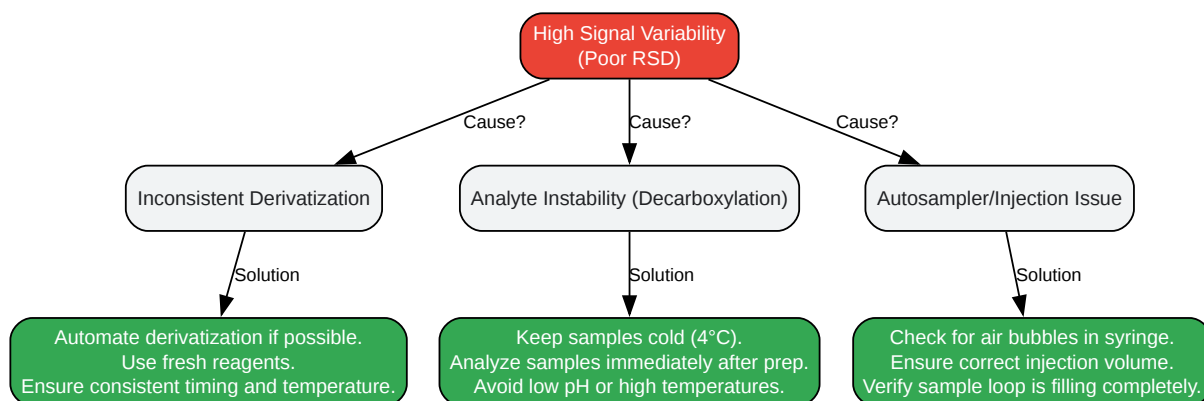 High Signal Variability
(Poor RSD)
Cause?
Cause?
Cause?
Inconsistent Derivatization
Analyte Instability (Decarboxylation)
Autosampler/Injection Issue
Solution
Solution
Solution
Automate derivatization if possible.
Use fresh reagents.
Ensure consistent timing and temperature.
Keep samples cold (4°C).
Analyze samples immediately after prep.
Avoid low pH or high temperatures.
Check for air bubbles in syringe.
Ensure correct injection volume.
Verify sample loop is filling completely.